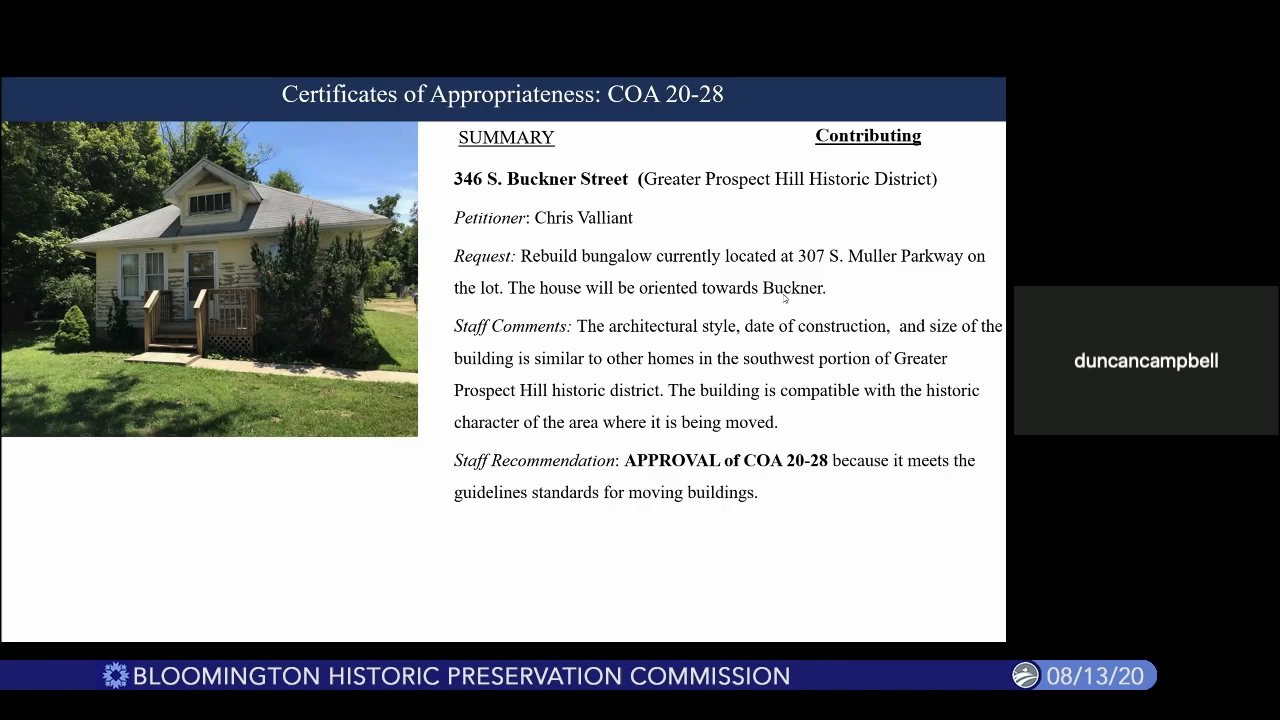 Certificates of Appropriateness: COA 20-28
SUMMARY
Contributing
346 S. Buckner Street (Greater Prospect Hill Historic District)
Petitioner: Chris Valliant
Request: Rebuild bungalow currently located at 307 S. Muller Parkway on
the lot. The house will be oriented towards Buckner.
Staff Comments: The architectural style, date of construction, and size of the
building is similar to other homes in the southwest portion of Greater
Prospect Hill historic district. The building is compatible with the historic
character of the area where it is being moved.
Staff Recommendation: APPROVAL of COA 20-28 because it meets the
guidelines standards for moving buildings.
duncancampbell
BLOOMINGTON HISTORIC PRESERVATION COMMISSION
08/13/20